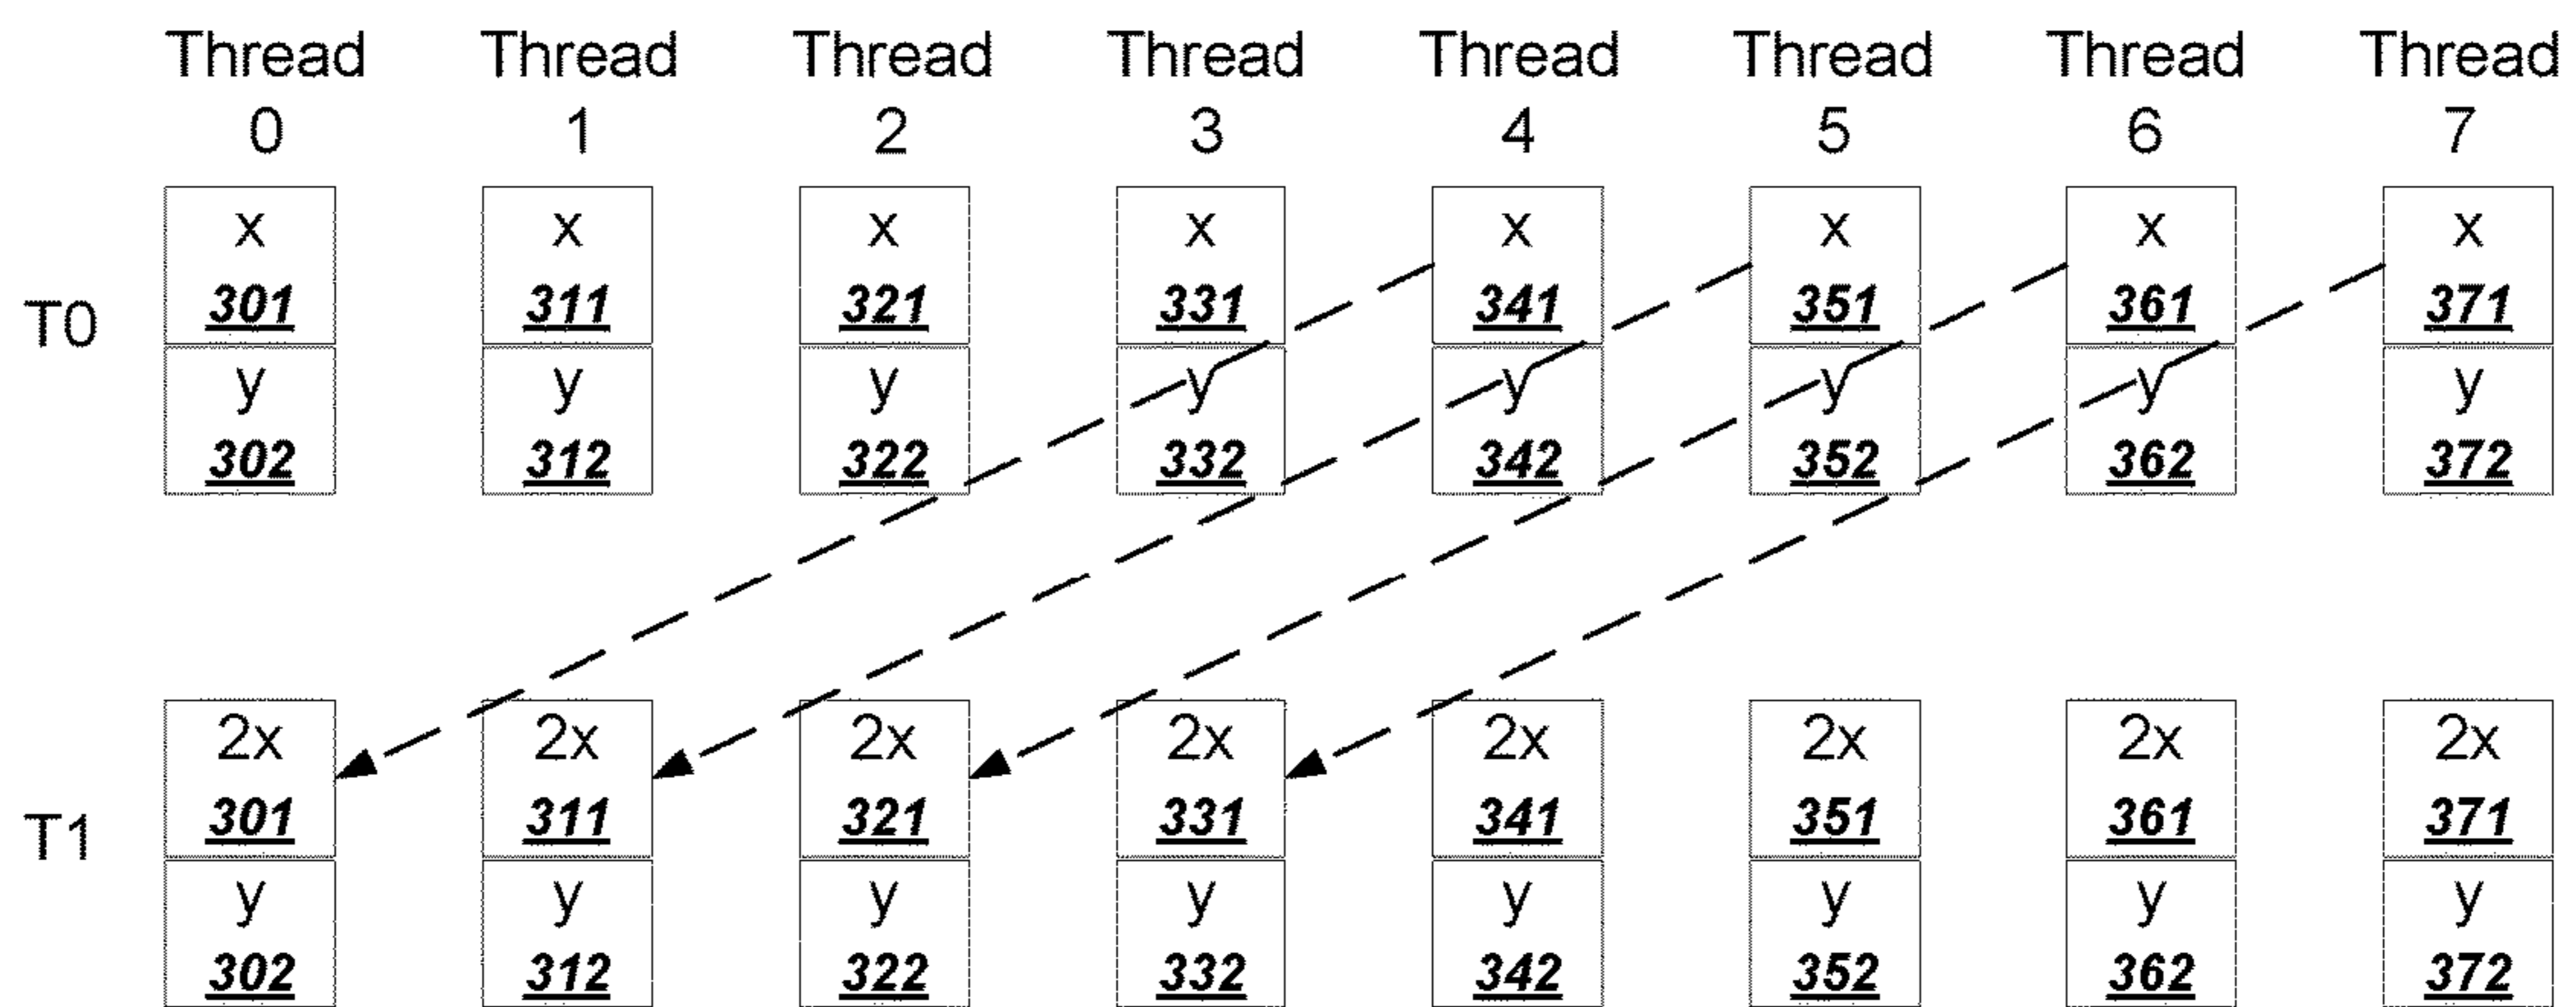 Thread Thread Thread Thread Thread Thread Thread Thread
0 1 2 3 4 5 6 7
x x x x x x x x
301 311 321 331 341 351 361 371
T0
y y y y y y y y
302 312 322 332 342 352 362 372
2x 2x 2x 2x 2x 2x 2x 2x
301 311 321 331 341 351 361 371
T1
y y y y y y y y
302 312 322 332 342 352 362 372